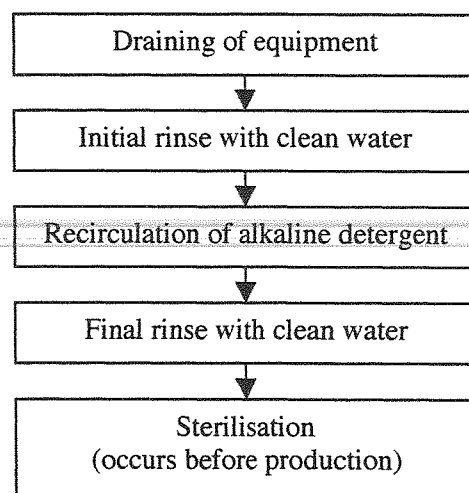 Draining of equipment
Initial rinse with clean water
Recirculation of alkaline detergent
Final rinse with clean water
Sterilisation
(occurs before production)